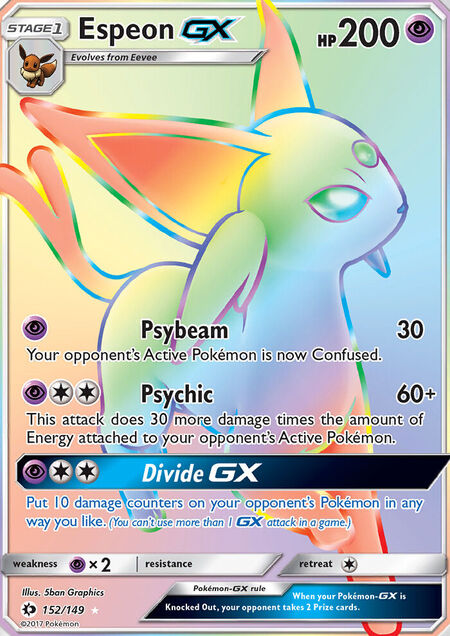 STAGE 1 Espeon GX HP 200
Evolves from Eevee
Psybeam 30
Your opponent's Active Pokémon is now Confused.
Psychic 60+
This attack does 30 more damage times the amount of
Energy attached to your opponent's Active Pokémon.
Divide GX
Put 10 damage counters on your opponent's Pokémon in any
way you like. (You can't use more than 1 GX attack in a game.)
weakness ×2 resistance retreat
Illus. 5ban Graphics
152/149
©2017 Pokémon
Pokémon-GX rule
When your Pokémon-GX is
Knocked Out, your opponent takes 2 Prize cards.